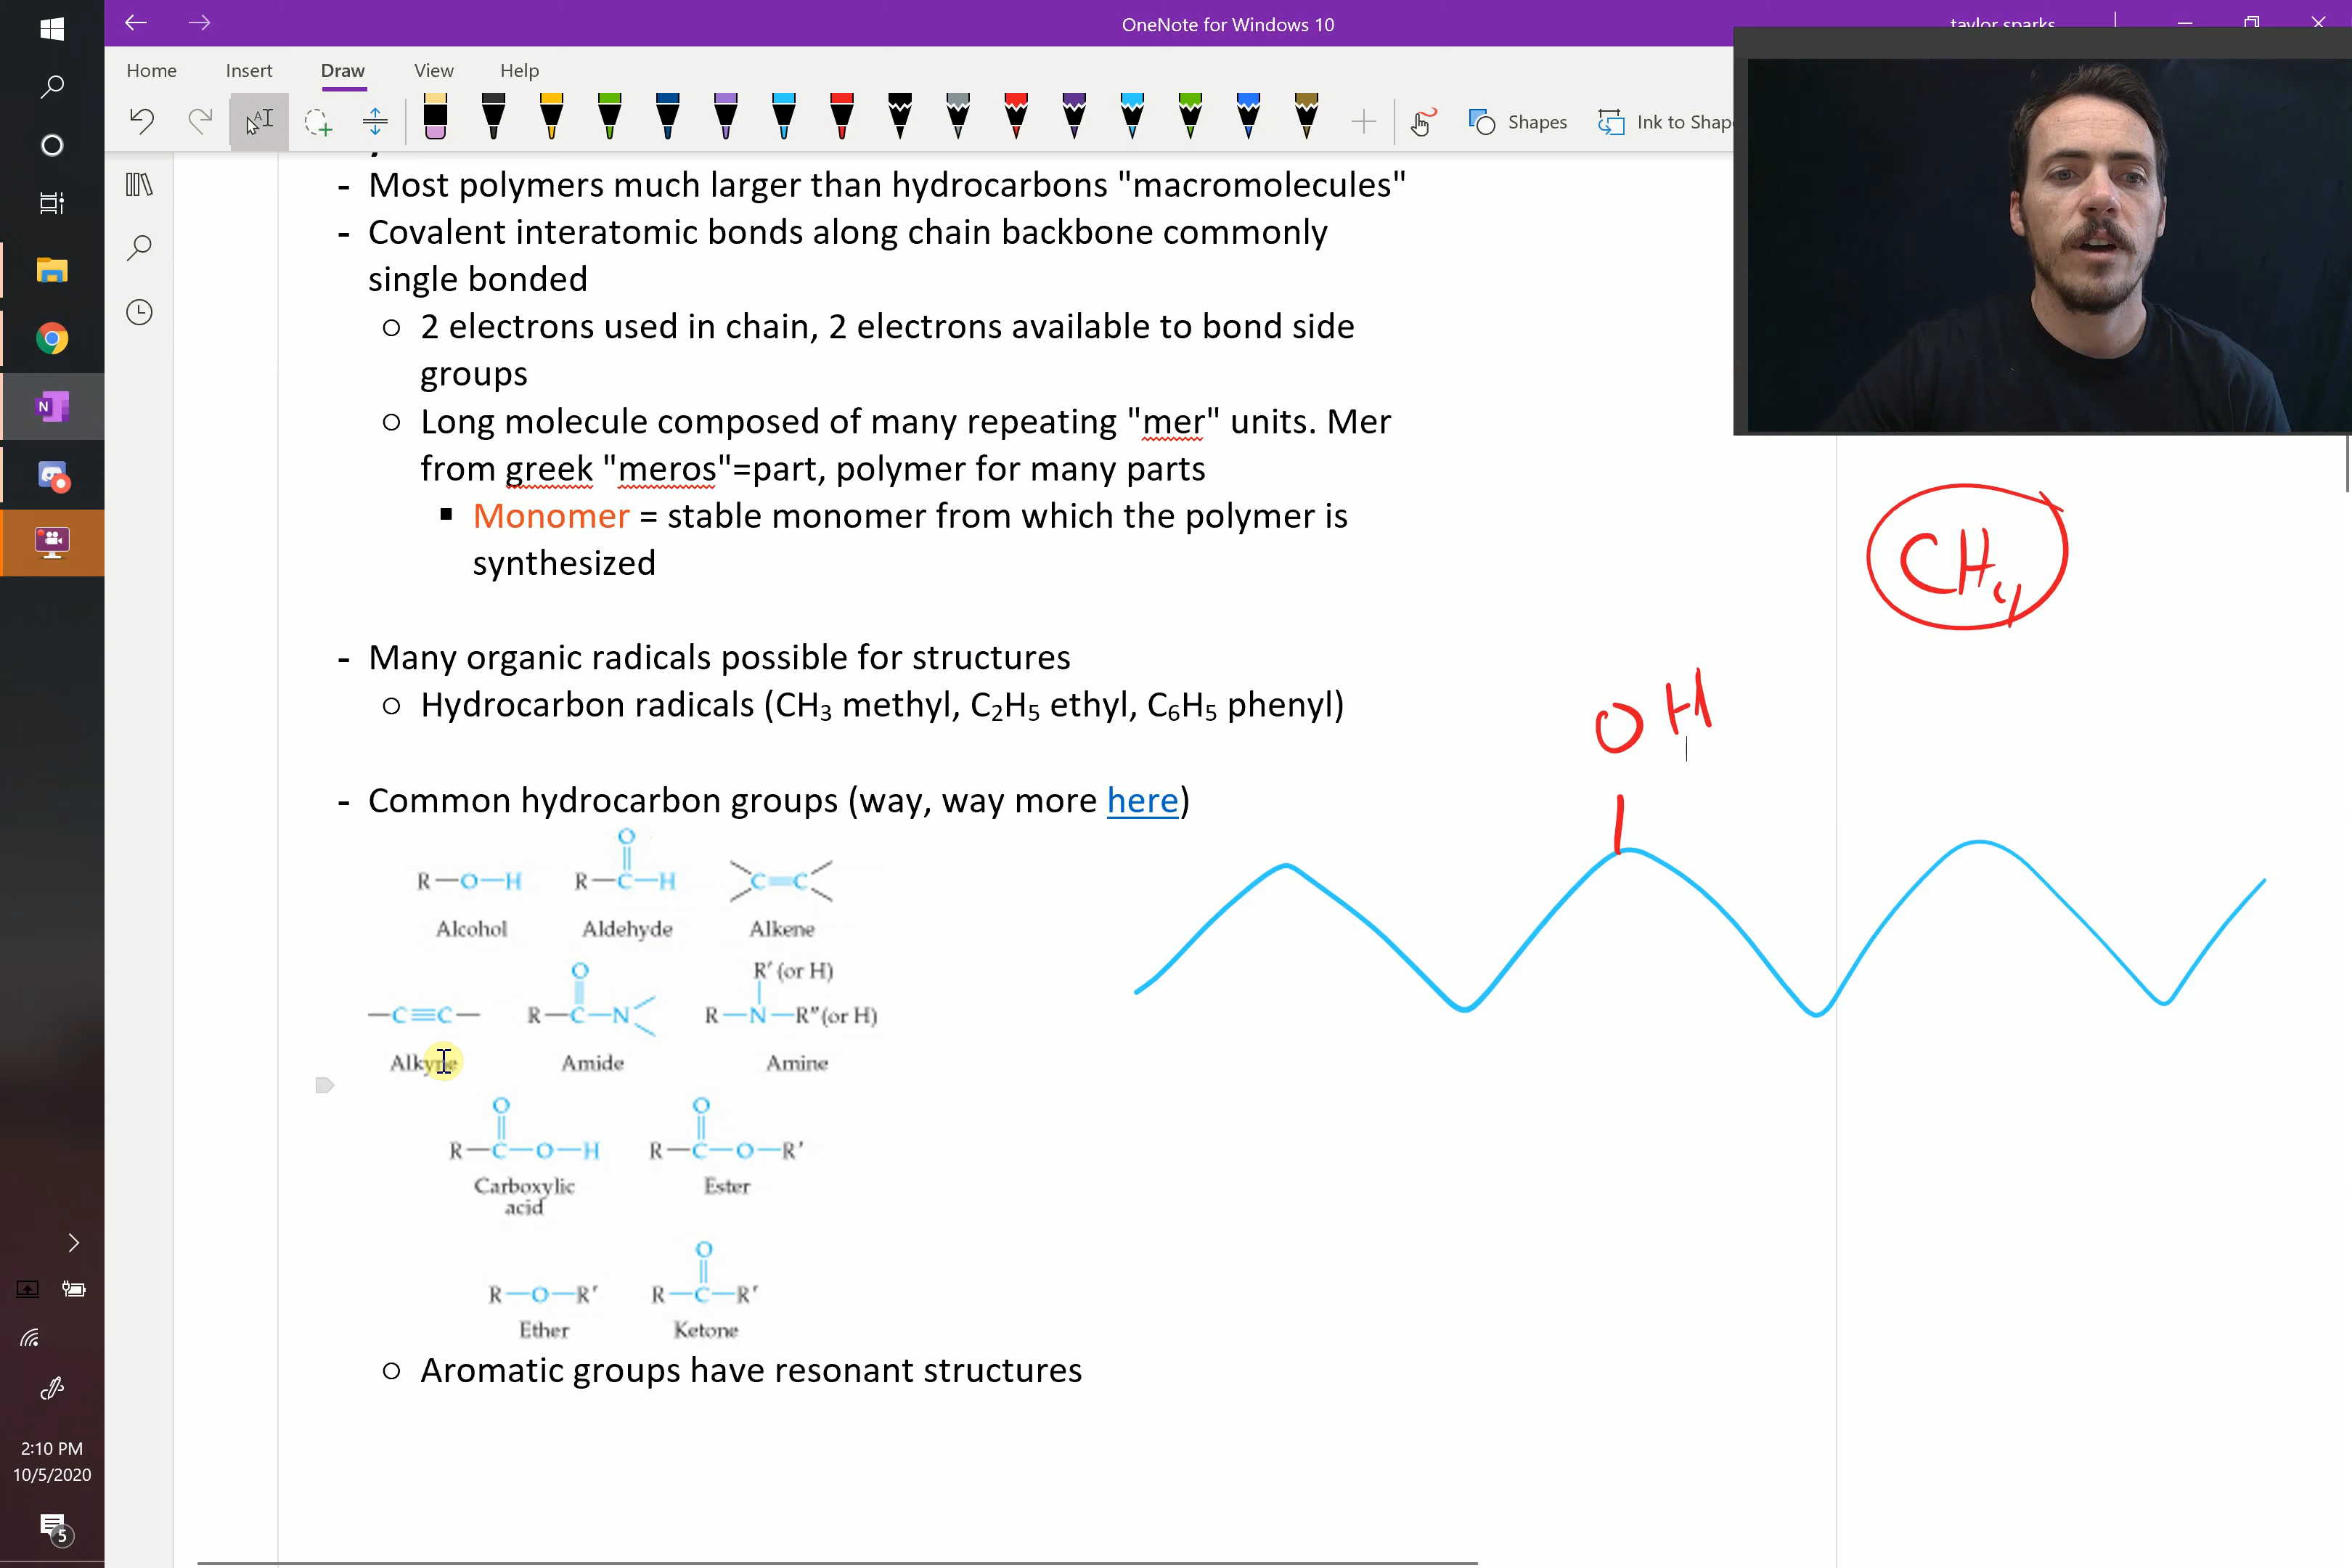 OneNote for Windows 10
taylor sparks
Home Insert Draw View Help
Shapes
Ink to Shap
- Most polymers much larger than hydrocarbons "macromolecules"
- Covalent interatomic bonds along chain backbone commonly
single bonded
○ 2 electrons used in chain, 2 electrons available to bond side
groups
○ Long molecule composed of many repeating "mer" units. Mer
from greek "meros"=part, polymer for many parts
▪ Monomer = stable monomer from which the polymer is
synthesized
- Many organic radicals possible for structures
○ Hydrocarbon radicals (CH₃ methyl, C₂H₅ ethyl, C₆H₅ phenyl)
- Common hydrocarbon groups (way, way more here)
O
R—O—H R—C—H C=C
Alcohol Aldehyde Alkene
O R′ (or H)
—C≡C— R—C—N R—N—R″(or H)
Alkyne Amide Amine
O O
R—C—O—H R—C—O—R′
Carboxylic Ester
acid
O
R—O—R′ R—C—R′
Ether Ketone
○ Aromatic groups have resonant structures
CH₄
OH
2:10 PM
10/5/2020
5